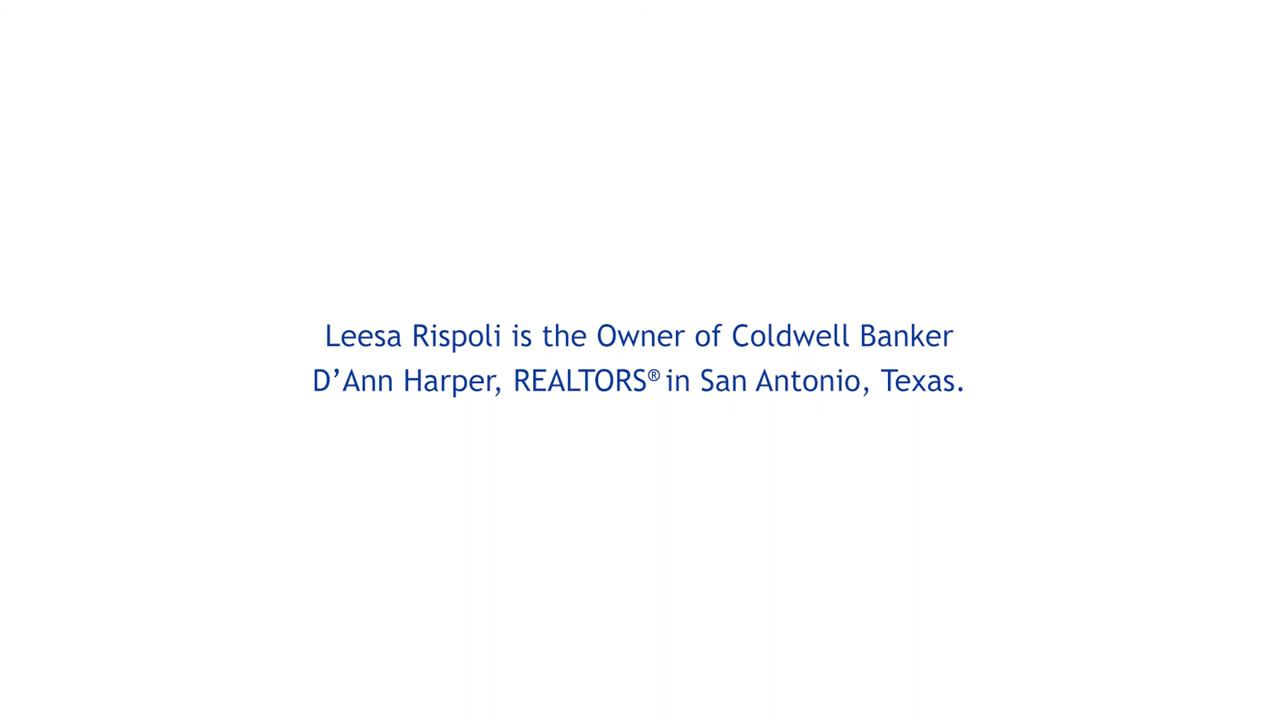 Leesa Rispoli is the Owner of Coldwell Banker
D’Ann Harper, REALTORS® in San Antonio, Texas.